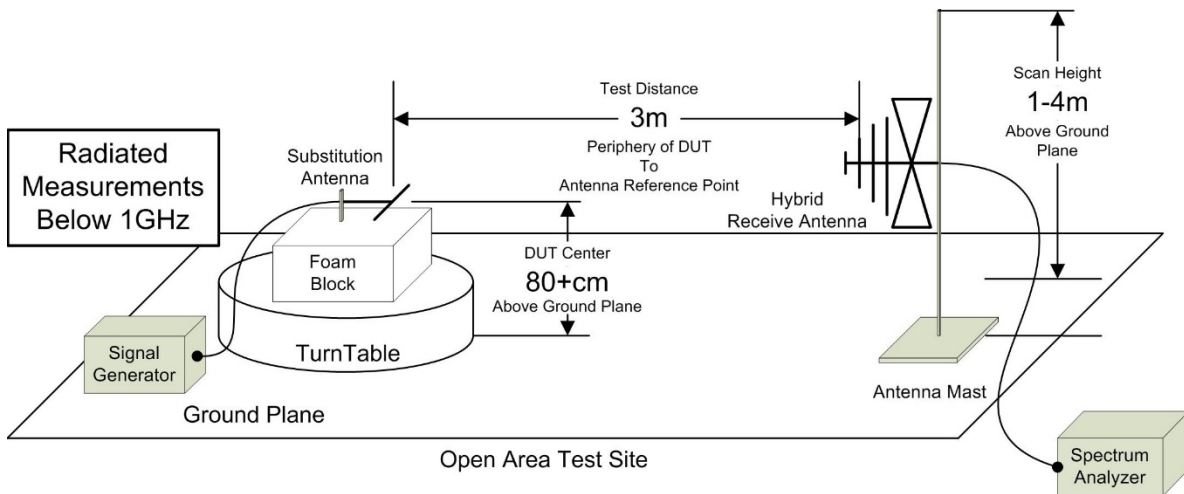 Radiated
Measurements
Below 1GHz
Substitution
Antenna
Test Distance
3m
Periphery of DUT
To
Antenna Reference Point
Hybrid
Receive Antenna
Scan Height
1-4m
Above Ground
Plane
Foam
Block
DUT Center
80+cm
Above Ground Plane
TurnTable
Signal
Generator
Ground Plane
Antenna Mast
Open Area Test Site
Spectrum
Analyzer